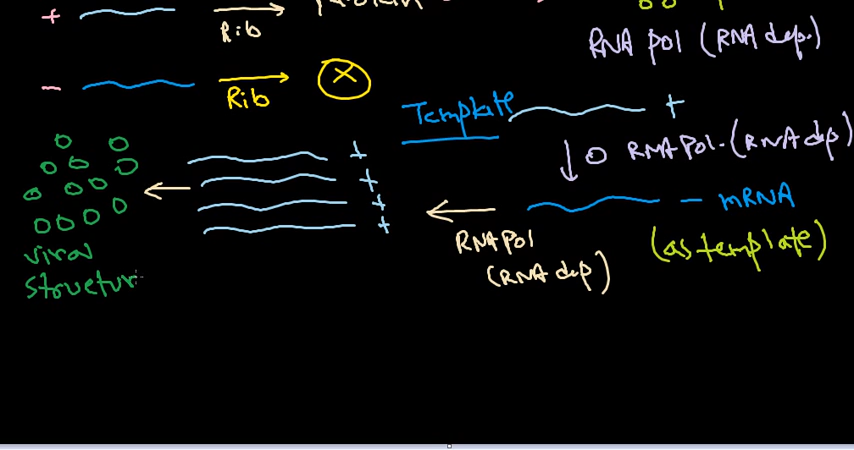 +
Rib
RNA pol (RNA dep.)
-
Rib
X
Template
+
RNA Pol. (RNA dep)
+
+
+
+
- mRNA
RNA Pol
(RNA dep)
(as template)
viral
structur